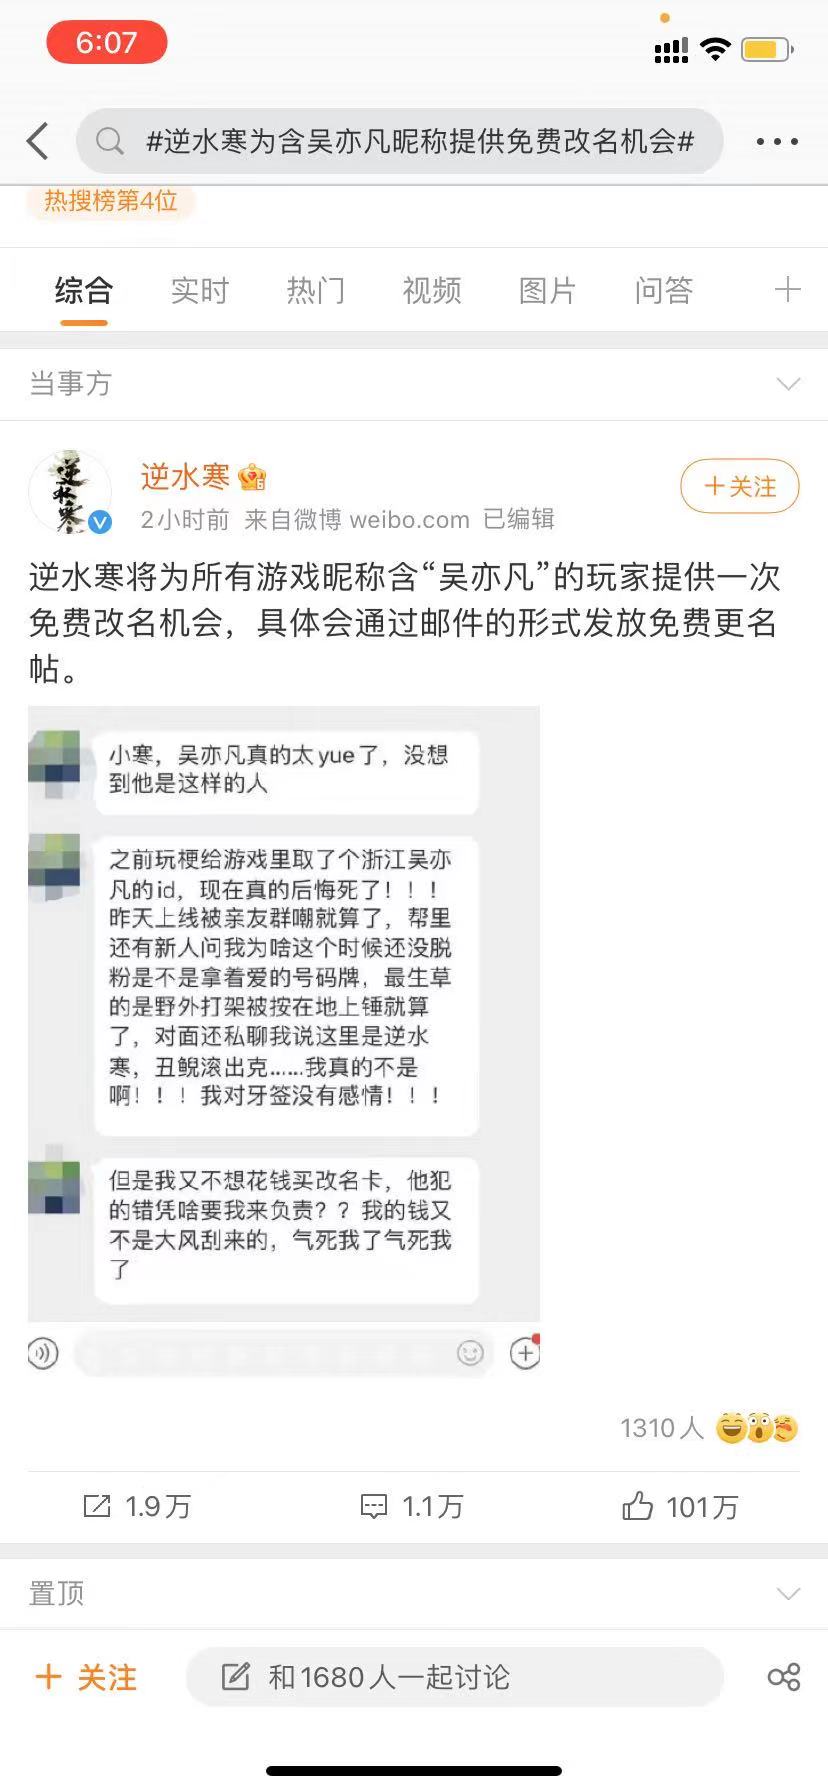 6:07
#逆水寒为含吴亦凡昵称提供免费改名机会#
热搜榜第4位
综合 实时 热门 视频 图片 问答
当事方
逆水寒
逆水寒
+关注
2小时前 来自微博 weibo.com 已编辑
逆水寒将为所有游戏昵称含“吴亦凡”的玩家提供一次
免费改名机会，具体会通过邮件的形式发放免费更名
帖。
小寒，吴亦凡真的太yue了，没想
到他是这样的人
之前玩梗给游戏里取了个浙江吴亦
凡的id，现在真的后悔死了！！！
昨天上线被亲友群嘲就算了，帮里
还有新人问我为啥这个时候还没脱
粉是不是拿着爱的号码牌，最生草
的是野外打架被按在地上锤就算
了，对面还私聊我说这里是逆水
寒，丑鲵滚出克......我真的不是
啊！！！我对牙签没有感情！！！
但是我又不想花钱买改名卡，他犯
的错凭啥要我来负责？？我的钱又
不是大风刮来的，气死我了气死我
了
1310人
1.9万 1.1万 101万
置顶
+ 关注
和1680人一起讨论